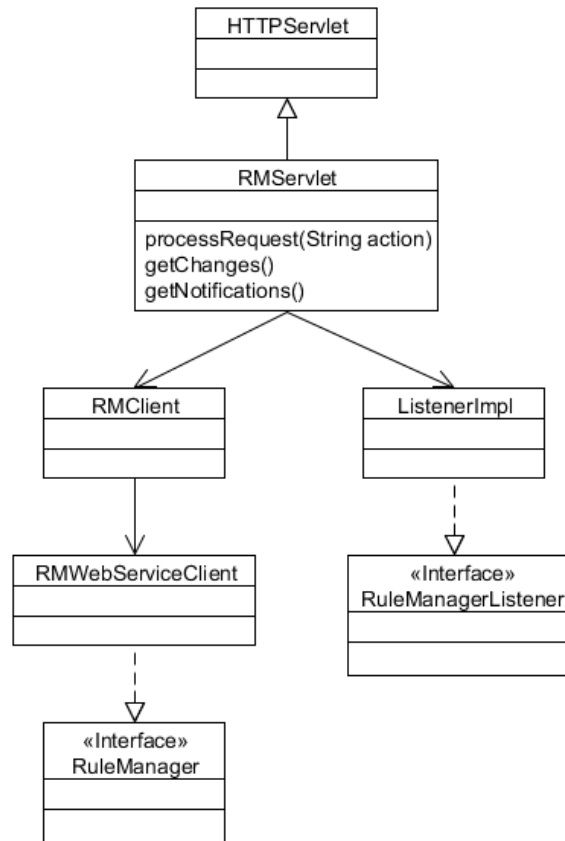 HTTPServlet
RMServlet
processRequest(String action)
getChanges()
getNotifications()
RMClient
ListenerImpl
RMWebServiceClient
«Interface»
RuleManagerListener
«Interface»
RuleManager